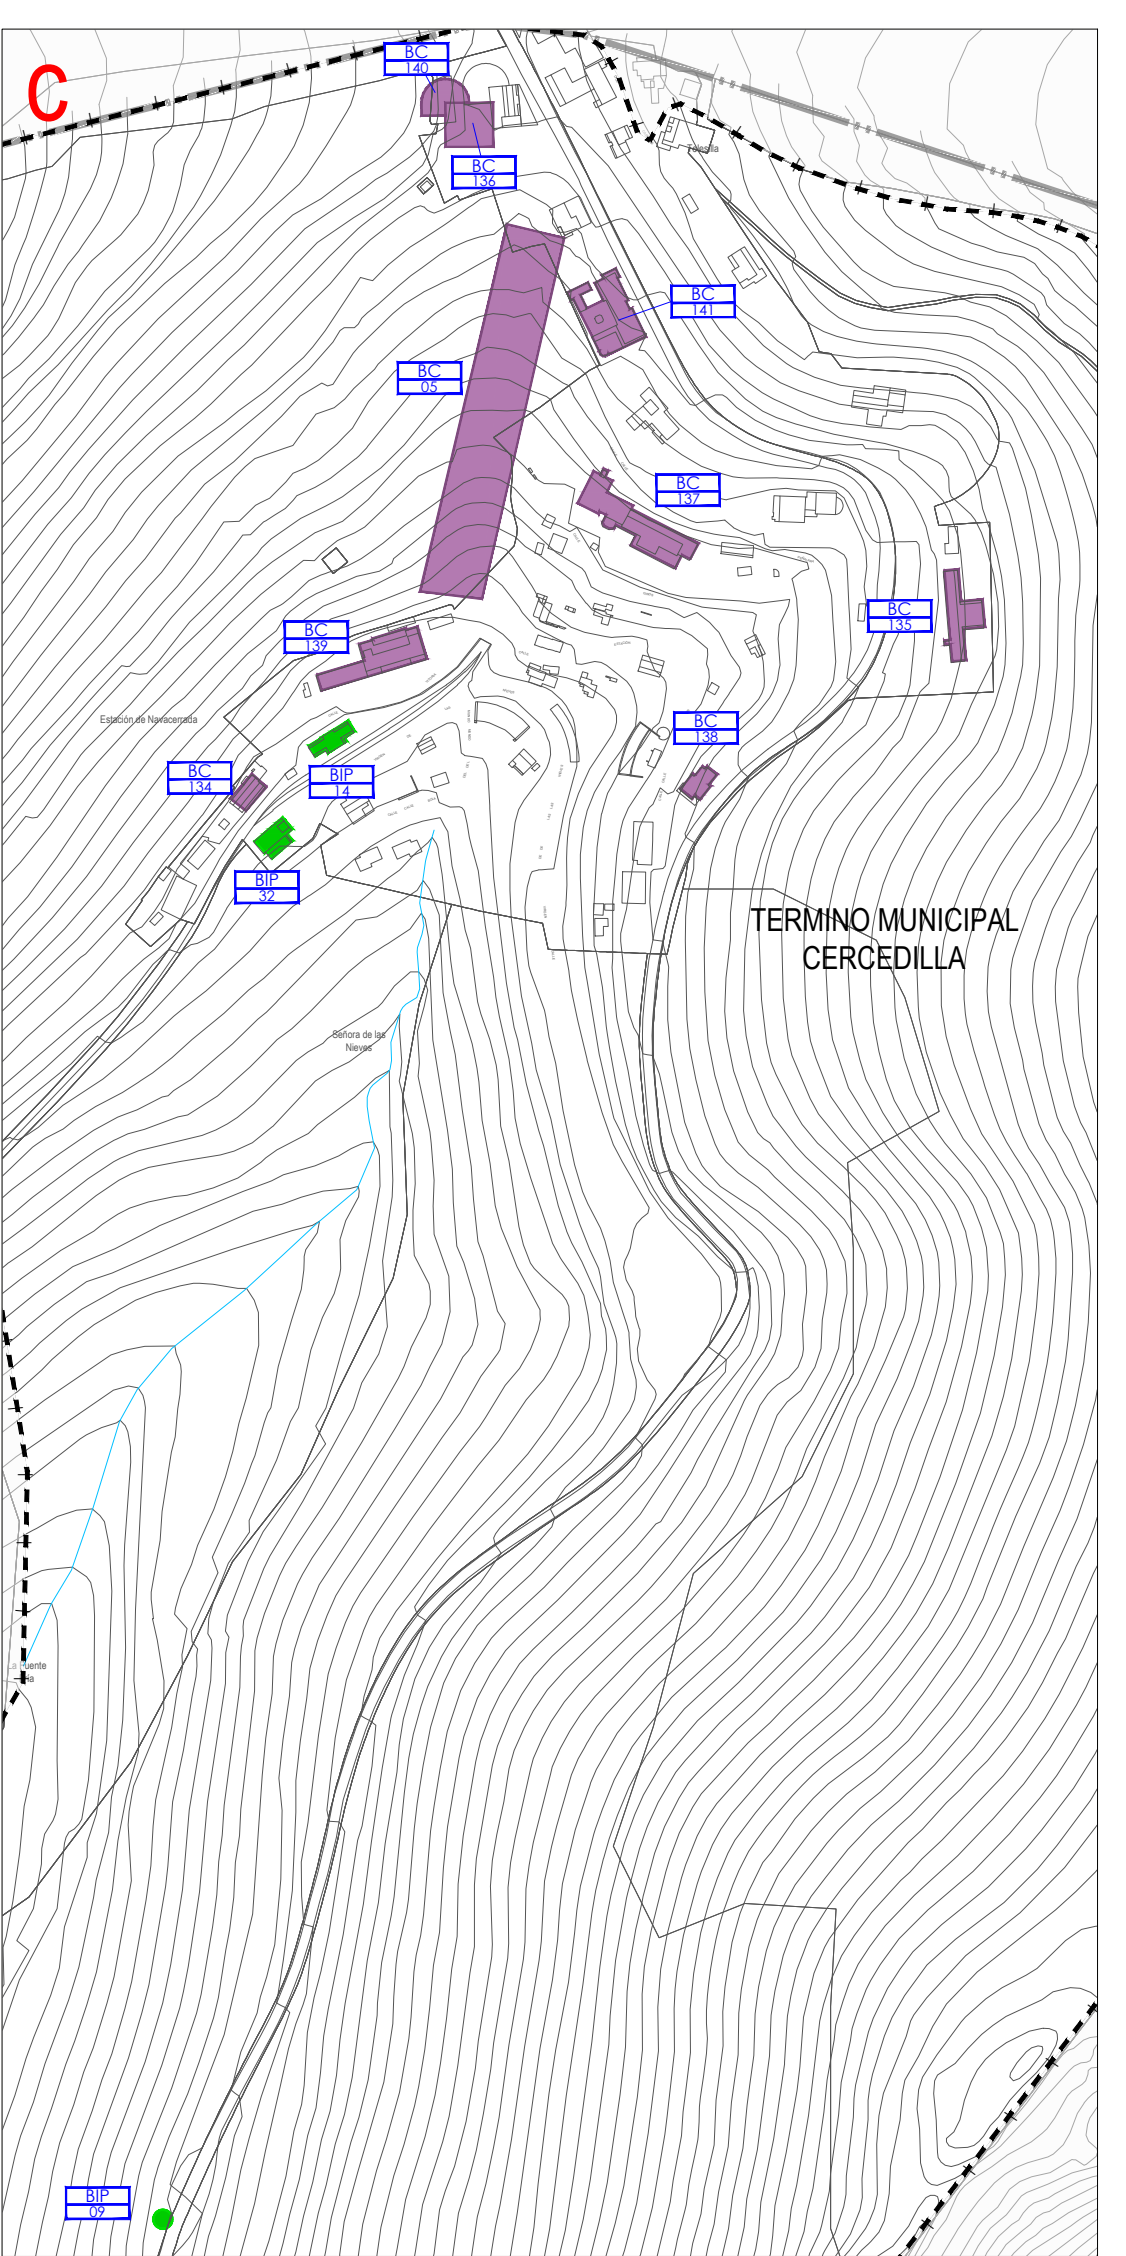 C
BC
140
BC
136
Telesilla
BC
141
BC
05
BC
137
BC
135
BC
139
Estación de Navacerrada
BC
138
BC
134
BIP
14
BIP
32
TERMINO MUNICIPAL
CERCEDILLA
Señora de las
Nieves
BIP
09